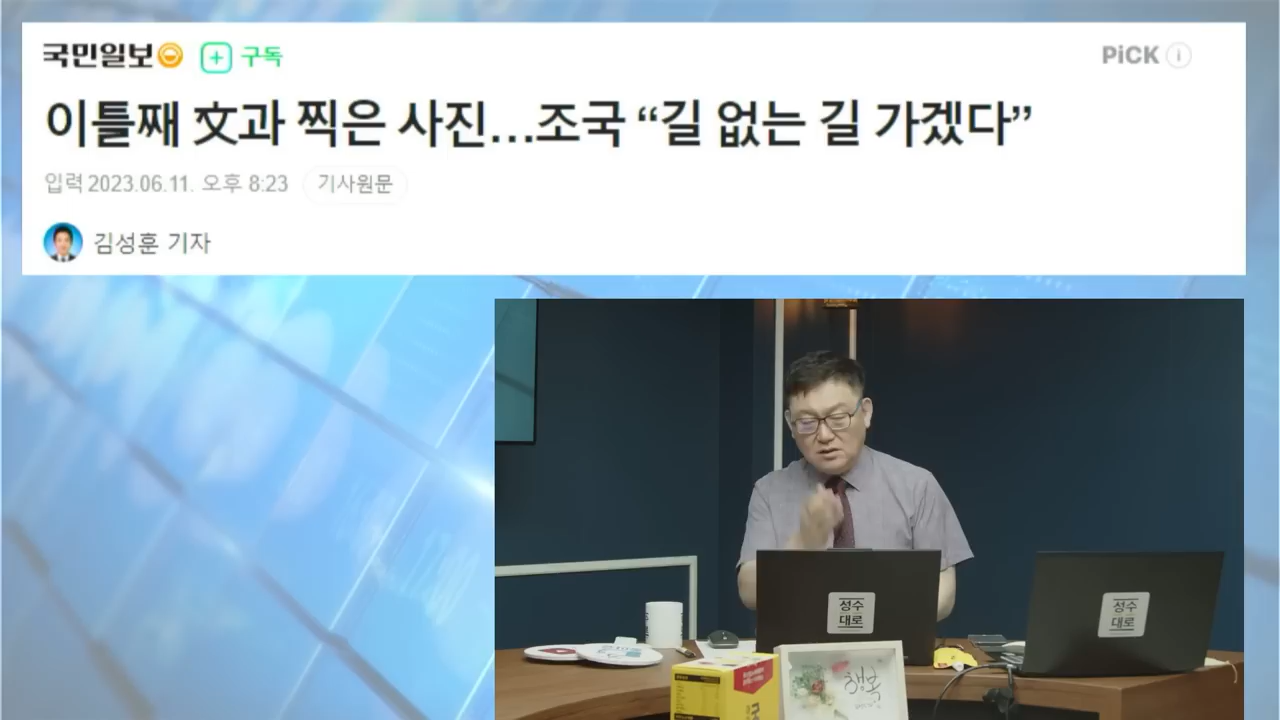 국민일보 구독
PiCK
이틀째 文과 찍은 사진…조국 “길 없는 길 가겠다”
입력 2023.06.11. 오후 8:23 기사원문
김성훈 기자
성수
대로
성수
대로
행복